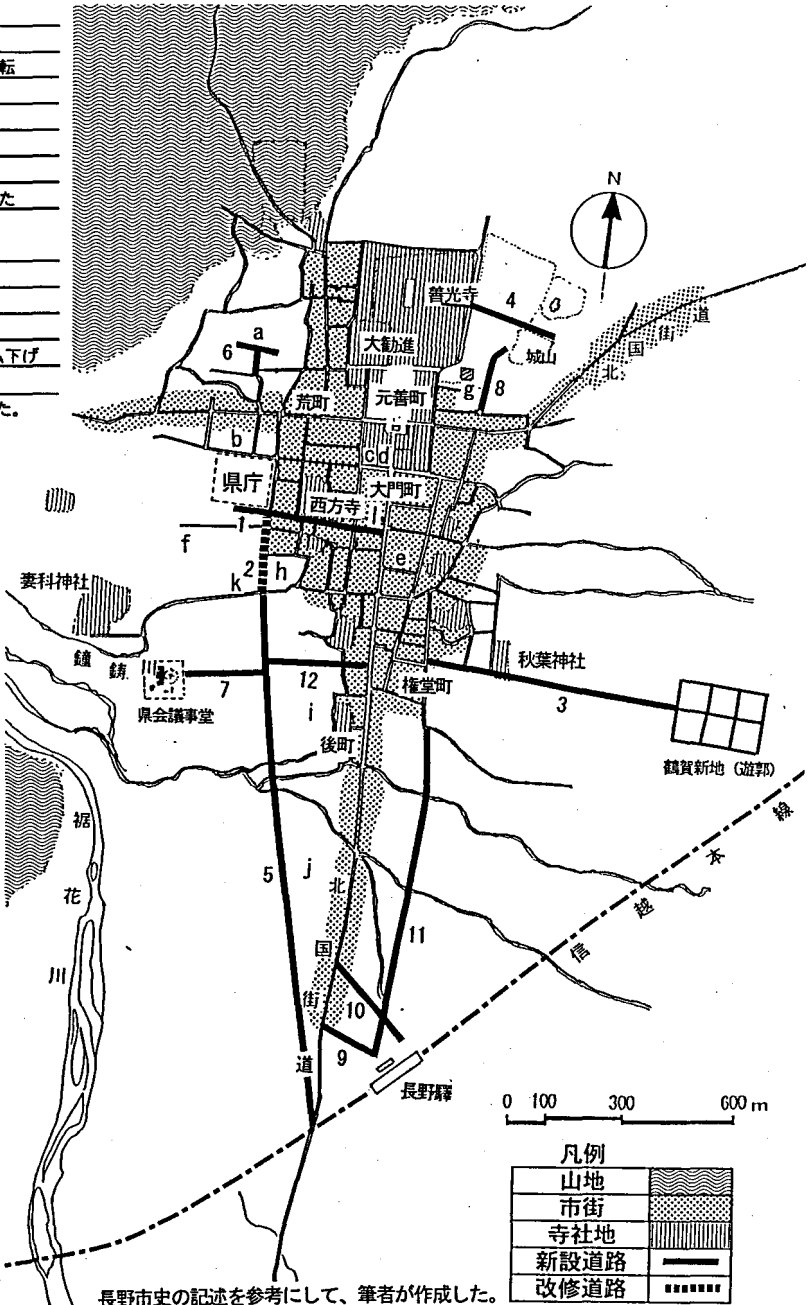 転
た
下げ
た。
N
善光寺
4
城山
大勧進
a
6
g
8
荒町
元善町
北国街道
b
c d
県庁
大門町
西方寺
1
f
e
2
h
k
妻科神社
鐘鋳
秋葉神社
7
12
権堂町
3
県会議事堂
i
後町
鶴賀新地(遊郭)
裾花川
5
j
北国街道
11
信越本線
10
9
長野驛
0 100 300 600 m
凡例
山地
市街
寺社地
新設道路
改修道路
長野市史の記述を参考にして、筆者が作成した。